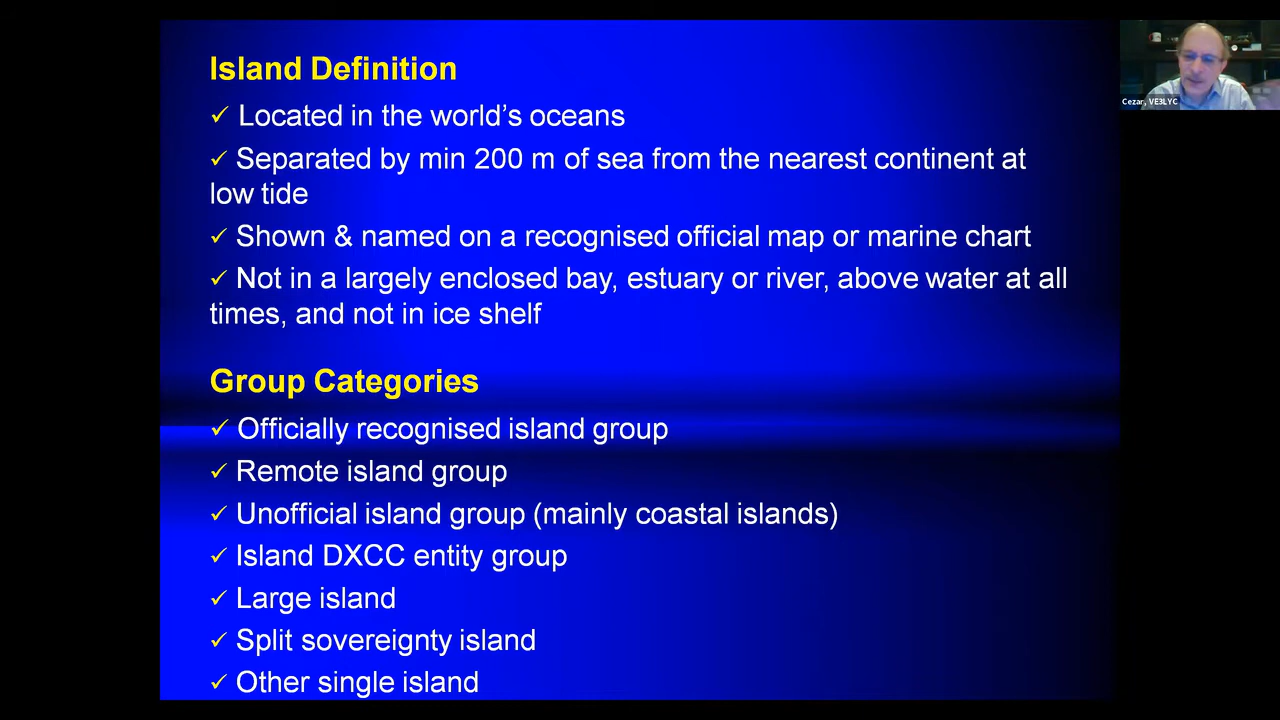 Island Definition
✓ Located in the world's oceans
✓ Separated by min 200 m of sea from the nearest continent at
low tide
✓ Shown & named on a recognised official map or marine chart
✓ Not in a largely enclosed bay, estuary or river, above water at all
times, and not in ice shelf
Group Categories
✓ Officially recognised island group
✓ Remote island group
✓ Unofficial island group (mainly coastal islands)
✓ Island DXCC entity group
✓ Large island
✓ Split sovereignty island
✓ Other single island
Cezar, VE3LYC